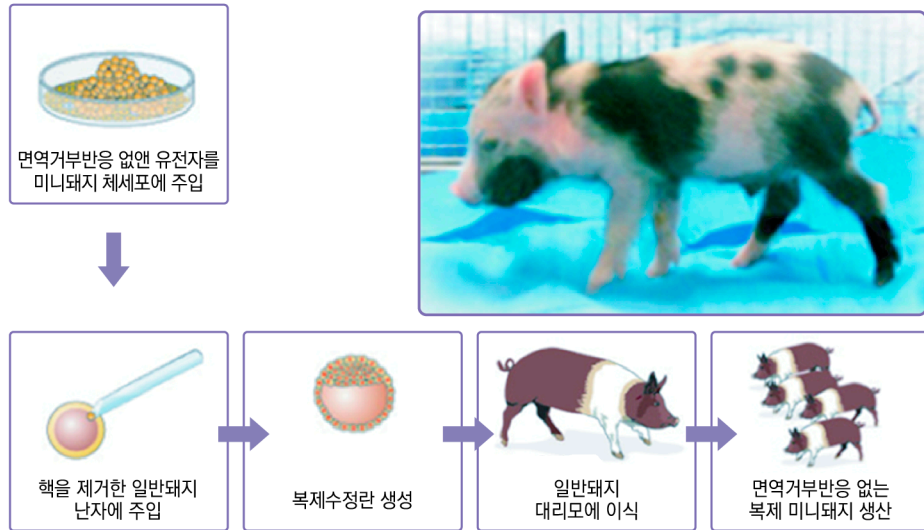 면역거부반응 없앤 유전자를
미니돼지 체세포에 주입
핵을 제거한 일반돼지
난자에 주입
복제수정란 생성
일반돼지
대리모에 이식
면역거부반응 없는
복제 미니돼지 생산